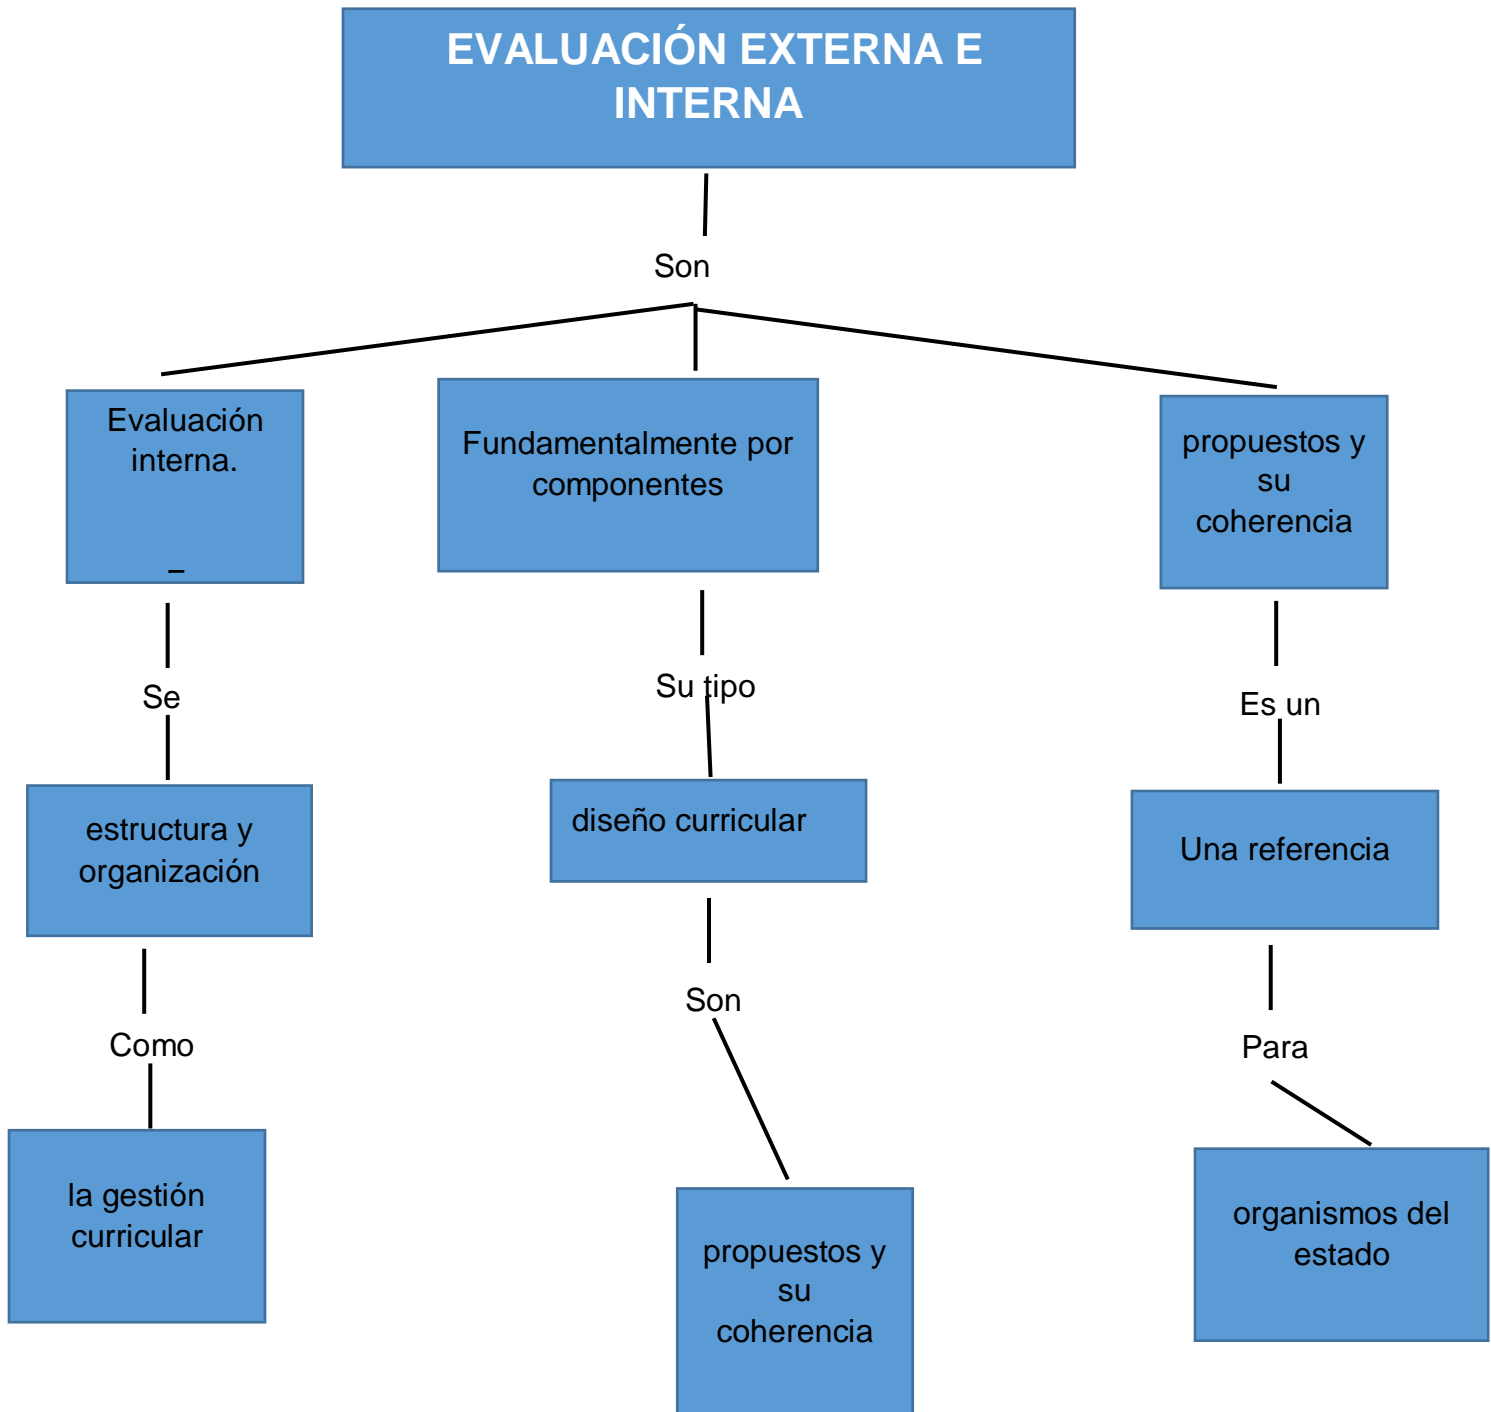 EVALUACIÓN EXTERNA E
INTERNA
Son
Evaluación
interna.
_
Fundamentalmente por
componentes
propuestos y
su
coherencia
Se
Su tipo
Es un
estructura y
organización
diseño curricular
Una referencia
Como
Son
Para
la gestión
curricular
propuestos y
su
coherencia
organismos del
estado